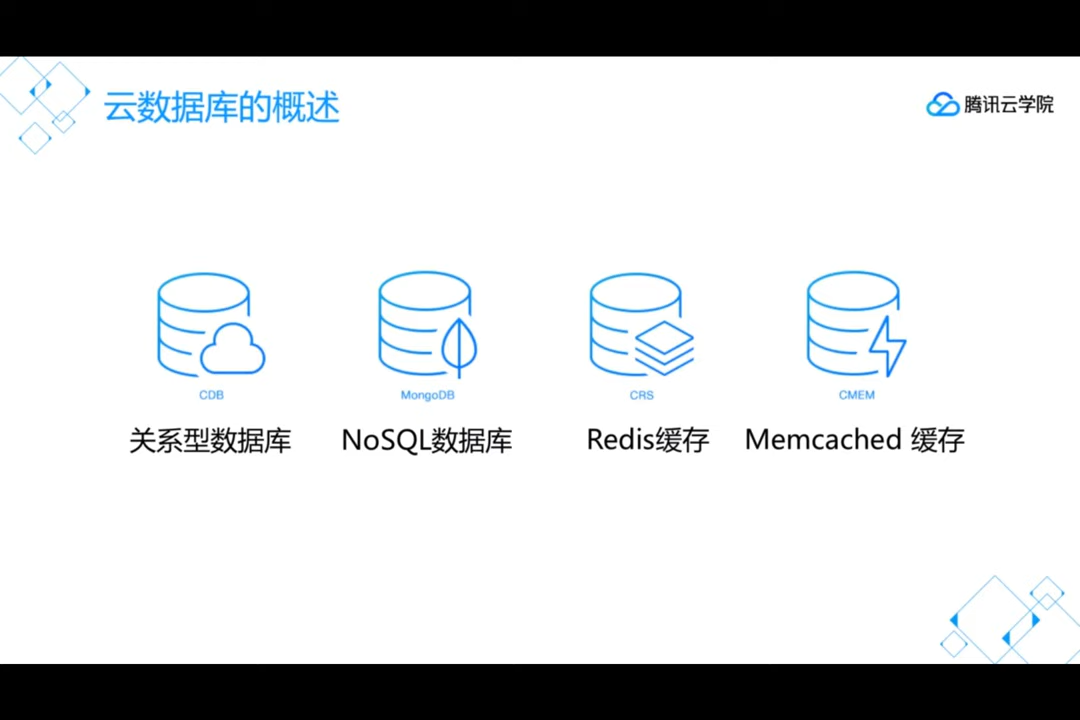 云数据库的概述
腾讯云学院
CDB
MongoDB
CRS
CMEM
关系型数据库
NoSQL数据库
Redis缓存
Memcached 缓存